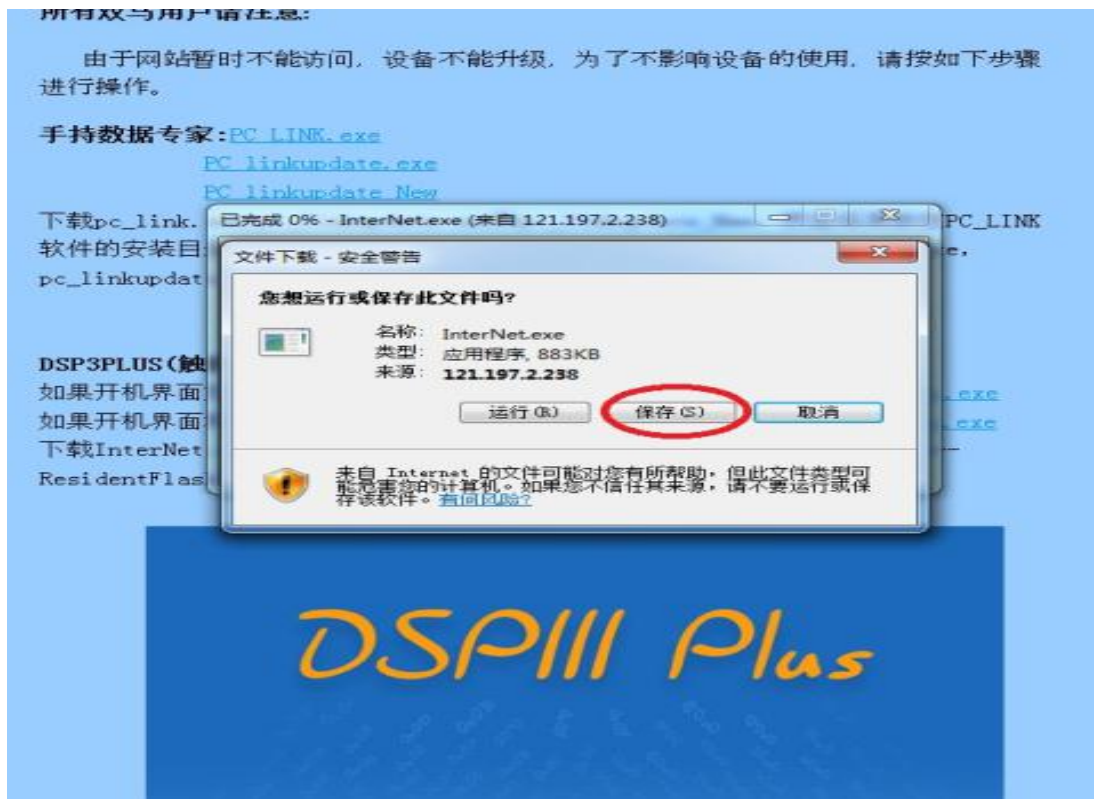 所有双马用户请注意:
由于网站暂时不能访问, 设备不能升级, 为了不影响设备的使用, 请按如下步骤
进行操作。
手持数据专家:PC LINK.exe
PC linkupdate.exe
PC linkupdate New
下载pc_link.
PC_LINK
软件的安装目
e,
pc_linkupdat
已完成 0% - InterNet.exe (来自 121.197.2.238)
文件下载 - 安全警告
您想运行或保存此文件吗?
名称: InterNet.exe
类型: 应用程序, 883KB
来源: 121.197.2.238
运行(R) 保存(S) 取消
来自 Internet 的文件可能对您有所帮助,但此文件类型可
能危害您的计算机。如果您不信任其来源,请不要运行或保
存该软件。有何风险?
DSP3PLUS(触
如果开机界面
.exe
如果开机界面
.exe
下载InterNet
ResidentFlas
DSPIII Plus